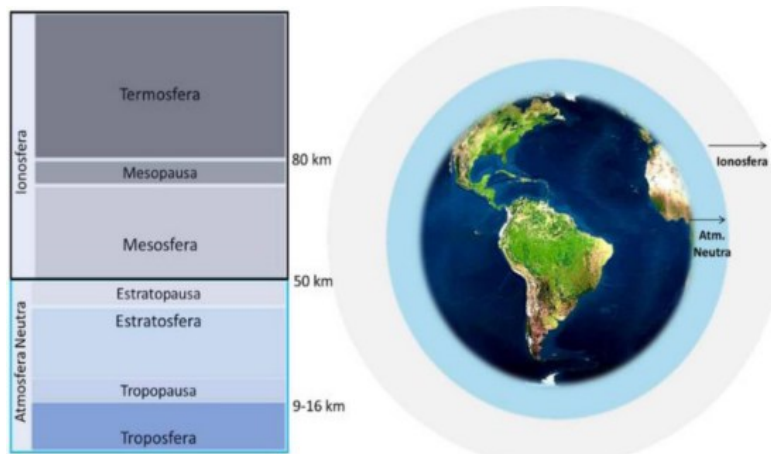 Ionosfera
Termosfera
80 km
Mesopausa
Mesosfera
50 km
Atmosfera Neutra
Estratopausa
Estratosfera
Tropopausa
9-16 km
Troposfera
Ionosfera
Atm.
Neutra